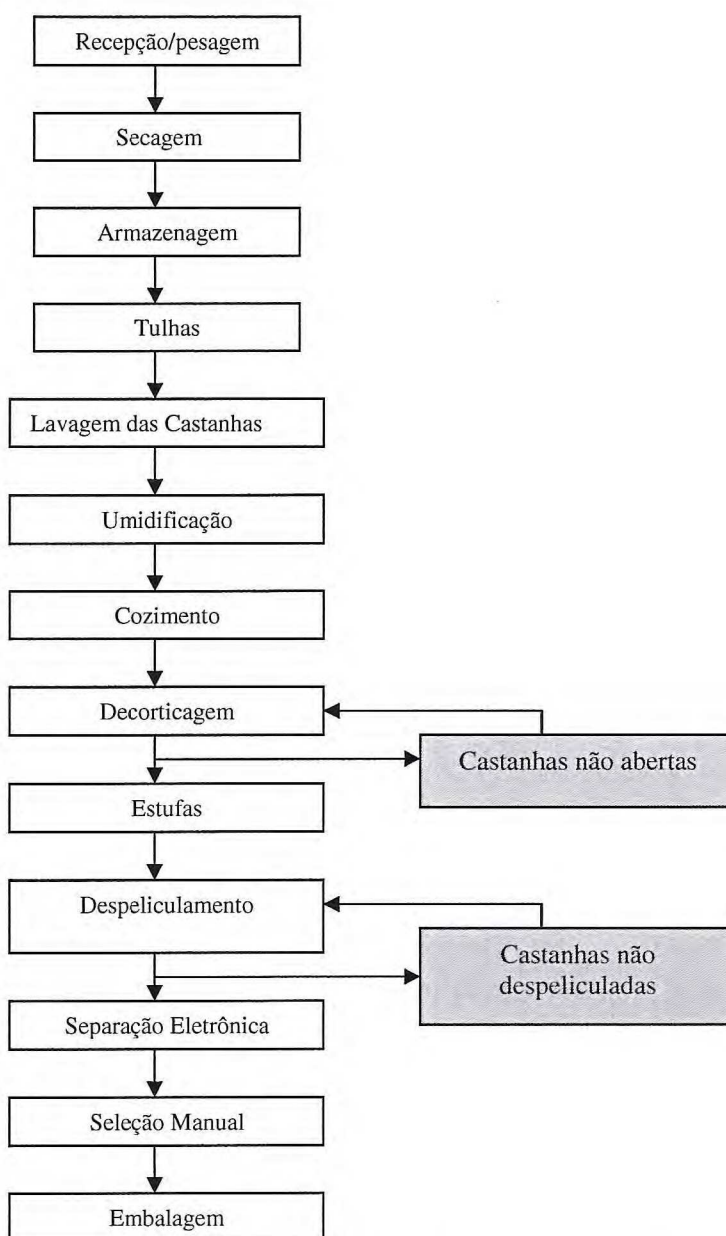 Recepção/pesagem
Secagem
Armazenagem
Tulhas
Lavagem das Castanhas
Umidificação
Cozimento
Decorticagem
Castanhas não abertas
Estufas
Despeliculamento
Castanhas não
despeliculadas
Separação Eletrônica
Seleção Manual
Embalagem